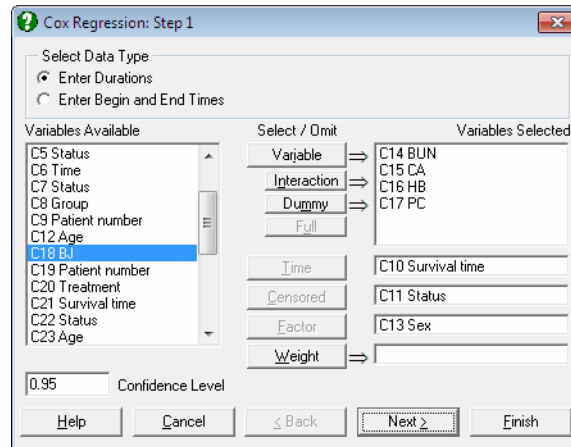 Cox Regression: Step 1
Select Data Type
Enter Durations
Enter Begin and End Times
Variables Available
Select / Omit
Variables Selected
C5 Status
C6 Time
C7 Status
C8 Group
C9 Patient number
C12 Age
C18 BJ
C19 Patient number
C20 Treatment
C21 Survival time
C22 Status
C23 Age
Variable
Interaction
Dummy
Full
C14 BUN
C15 CA
C16 HB
C17 PC
Time
C10 Survival time
Censored
C11 Status
Factor
C13 Sex
Weight
0.95 Confidence Level
Help
Cancel
< Back
Next >
Finish